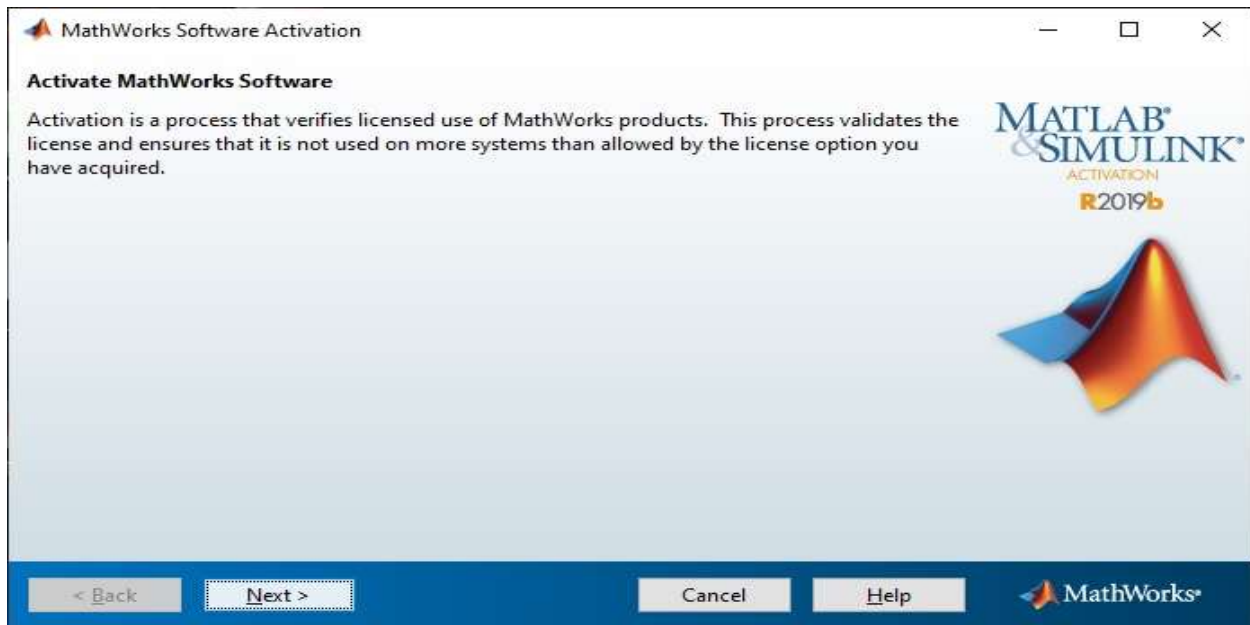 MathWorks Software Activation
Activate MathWorks Software
Activation is a process that verifies licensed use of MathWorks products.  This process validates the
license and ensures that it is not used on more systems than allowed by the license option you
have acquired.
MATLAB®
&SIMULINK®
ACTIVATION
R2019b
< Back
Next >
Cancel
Help
MathWorks®